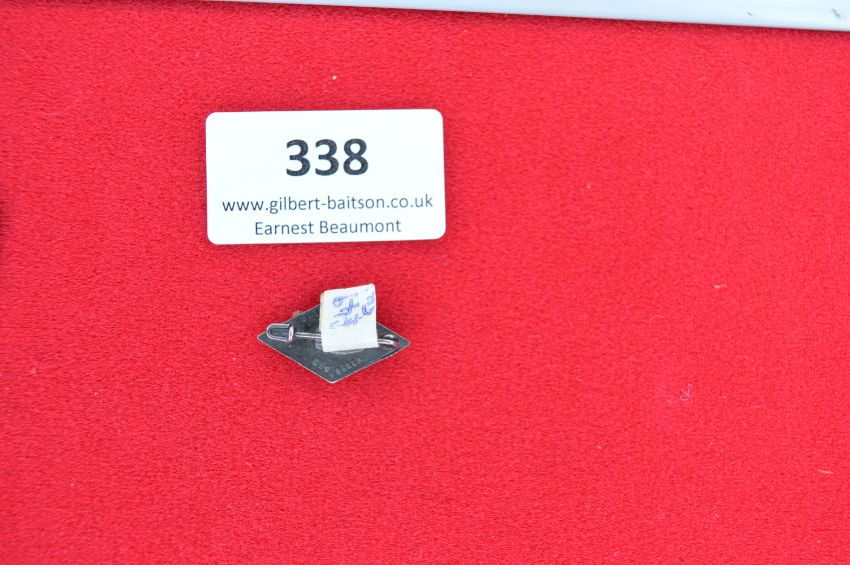 338
www.gilbert-baitson.co.uk
Earnest Beaumont